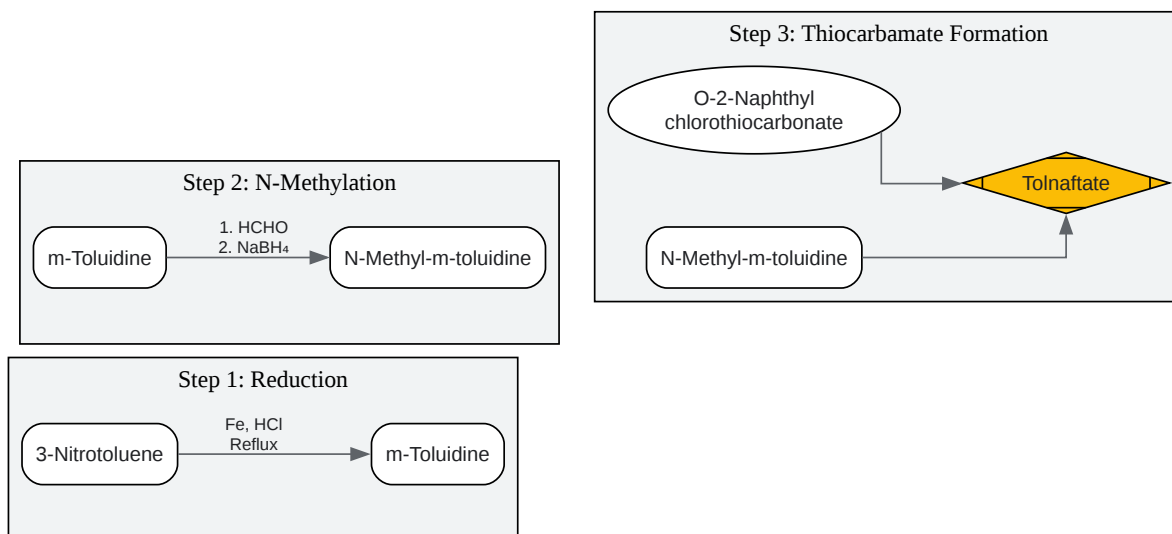 Step 3: Thiocarbamate Formation
O-2-Naphthyl
chlorothiocarbonate
Tolnaftate
N-Methyl-m-toluidine
Step 2: N-Methylation
m-Toluidine
1. HCHO
2. NaBH₄
N-Methyl-m-toluidine
Step 1: Reduction
3-Nitrotoluene
Fe, HCl
Reflux
m-Toluidine